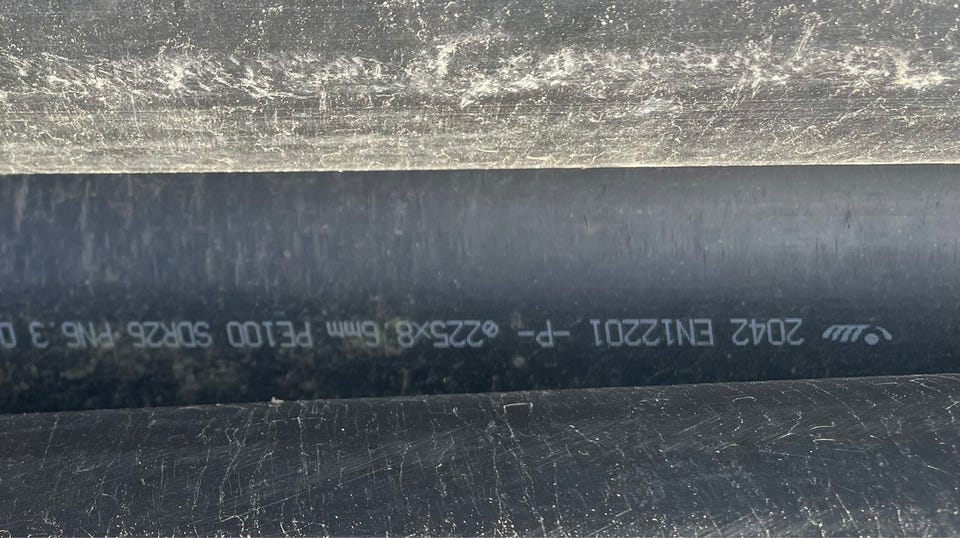 2042 EN12201 -P- ⌀225x8.6mm PE100 SDR26 PN6.3